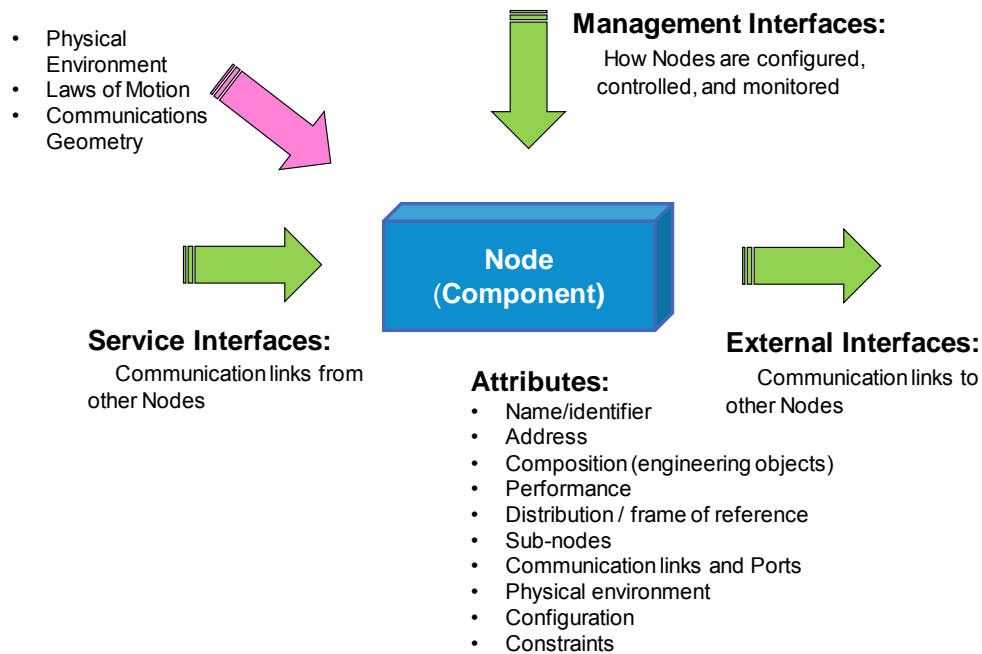 • Physical
Environment
• Laws of Motion
• Communications
Geometry
Management Interfaces:
How Nodes are configured,
controlled, and monitored
Node
(Component)
Service Interfaces:
Communication links from
other Nodes
External Interfaces:
Communication links to
other Nodes
Attributes:
• Name/identifier
• Address
• Composition (engineering objects)
• Performance
• Distribution / frame of reference
• Sub-nodes
• Communication links and Ports
• Physical environment
• Configuration
• Constraints